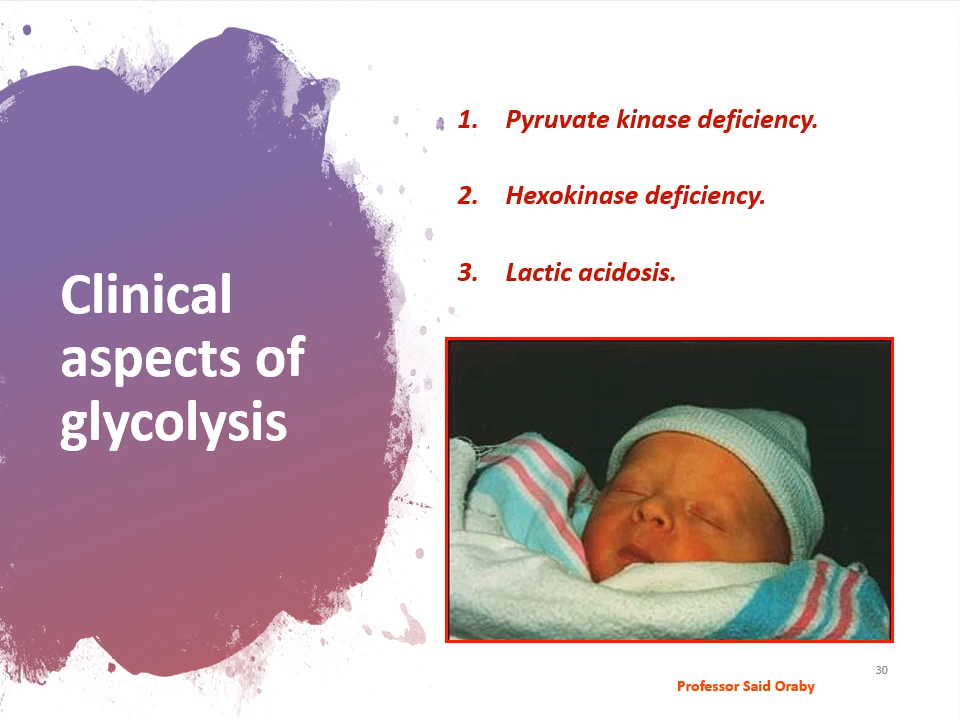 Clinical
aspects of
glycolysis
1. Pyruvate kinase deficiency.
2. Hexokinase deficiency.
3. Lactic acidosis.
30
Professor Said Oraby